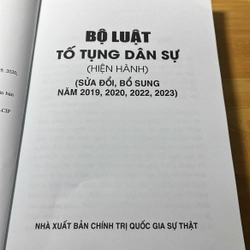 BỘ LUẬT
TỐ TỤNG DÂN SỰ
(HIỆN HÀNH)
(SỬA ĐỔI, BỔ SUNG
NĂM 2019, 2020, 2022, 2023)
NHÀ XUẤT BẢN CHÍNH TRỊ QUỐC GIA SỰ THẬT